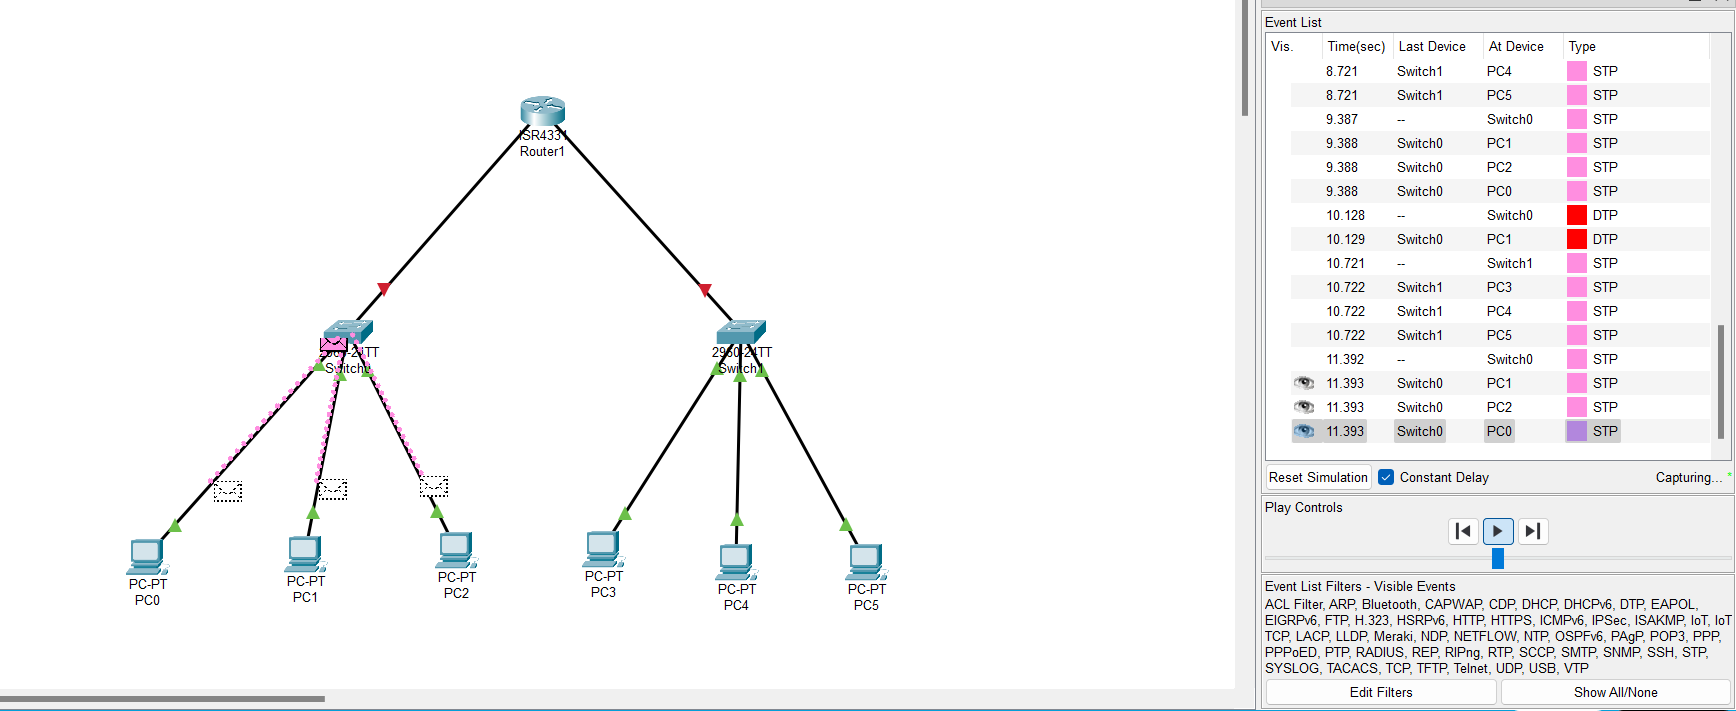 ISR4331
Router1
2960-24TT
Switch0
2960-24TT
Switch1
PC-PT
PC0
PC-PT
PC1
PC-PT
PC2
PC-PT
PC3
PC-PT
PC4
PC-PT
PC5
Event List
Vis. Time(sec) Last Device At Device Type
8.721 Switch1 PC4 STP
8.721 Switch1 PC5 STP
9.387 -- Switch0 STP
9.388 Switch0 PC1 STP
9.388 Switch0 PC2 STP
9.388 Switch0 PC0 STP
10.128 -- Switch0 DTP
10.129 Switch0 PC1 DTP
10.721 -- Switch1 STP
10.722 Switch1 PC3 STP
10.722 Switch1 PC4 STP
10.722 Switch1 PC5 STP
11.392 -- Switch0 STP
11.393 Switch0 PC1 STP
11.393 Switch0 PC2 STP
11.393 Switch0 PC0 STP
Reset Simulation Constant Delay Capturing... *
Play Controls
Event List Filters - Visible Events
ACL Filter, ARP, Bluetooth, CAPWAP, CDP, DHCP, DHCPv6, DTP, EAPOL,
EIGRPv6, FTP, H.323, HSRPv6, HTTP, HTTPS, ICMPv6, IPSec, ISAKMP, IoT, IoT
TCP, LACP, LLDP, Meraki, NDP, NETFLOW, NTP, OSPFv6, PAgP, POP3, PPP,
PPPoED, PTP, RADIUS, REP, RIPng, RTP, SCCP, SMTP, SNMP, SSH, STP,
SYSLOG, TACACS, TCP, TFTP, Telnet, UDP, USB, VTP
Edit Filters Show All/None